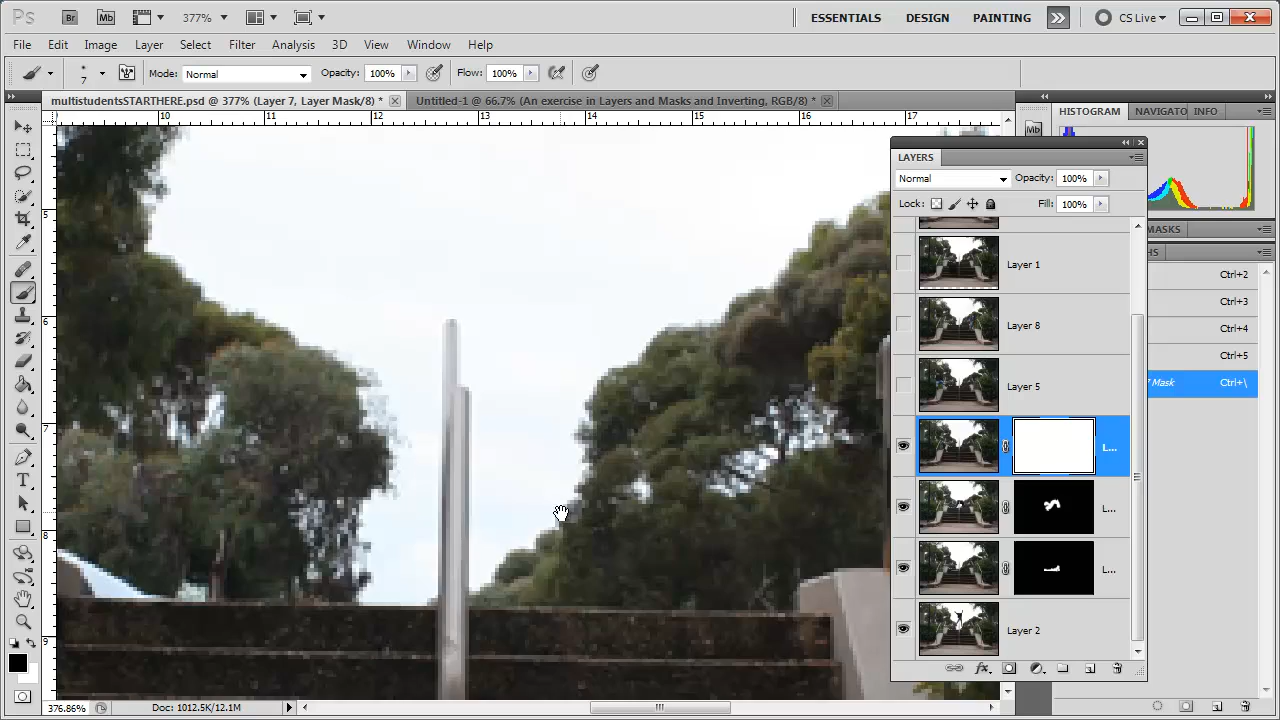 Ps Br Mb 377% ESSENTIALS DESIGN PAINTING CS Live
File Edit Image Layer Select Filter Analysis 3D View Window Help
7 Mode: Normal Opacity: 100% Flow: 100%
multistudentsSTARTHERE.psd @ 377% (Layer 7, Layer Mask/8) * Untitled-1 @ 66.7% (An exercise in Layers and Masks and Inverting, RGB/8) *
10 11 12 13 14 15 16 17
HISTOGRAM NAVIGATO INFO
Mb
LAYERS
Normal Opacity: 100%
Lock: Fill: 100%
5
6
7
8
9
MASKS
HS
Layer 1 Ctrl+2
Ctrl+3
Layer 8 Ctrl+4
Ctrl+5
Layer 5 Mask Ctrl+\
L...
L...
L...
Layer 2
T
fx
376.86% Doc: 1012.5K/12.1M